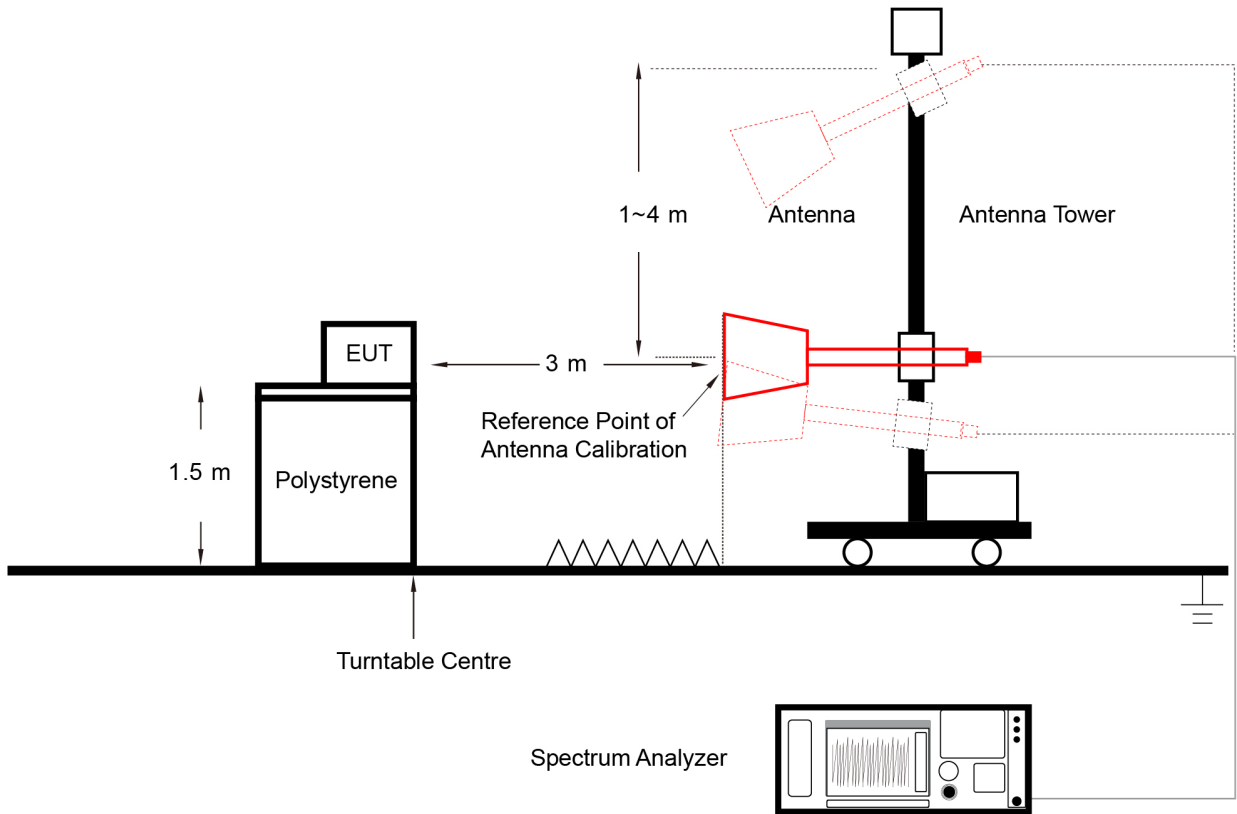 1~4 m
Antenna
Antenna Tower
EUT
3 m
Reference Point of
Antenna Calibration
1.5 m
Polystyrene
Turntable Centre
Spectrum Analyzer